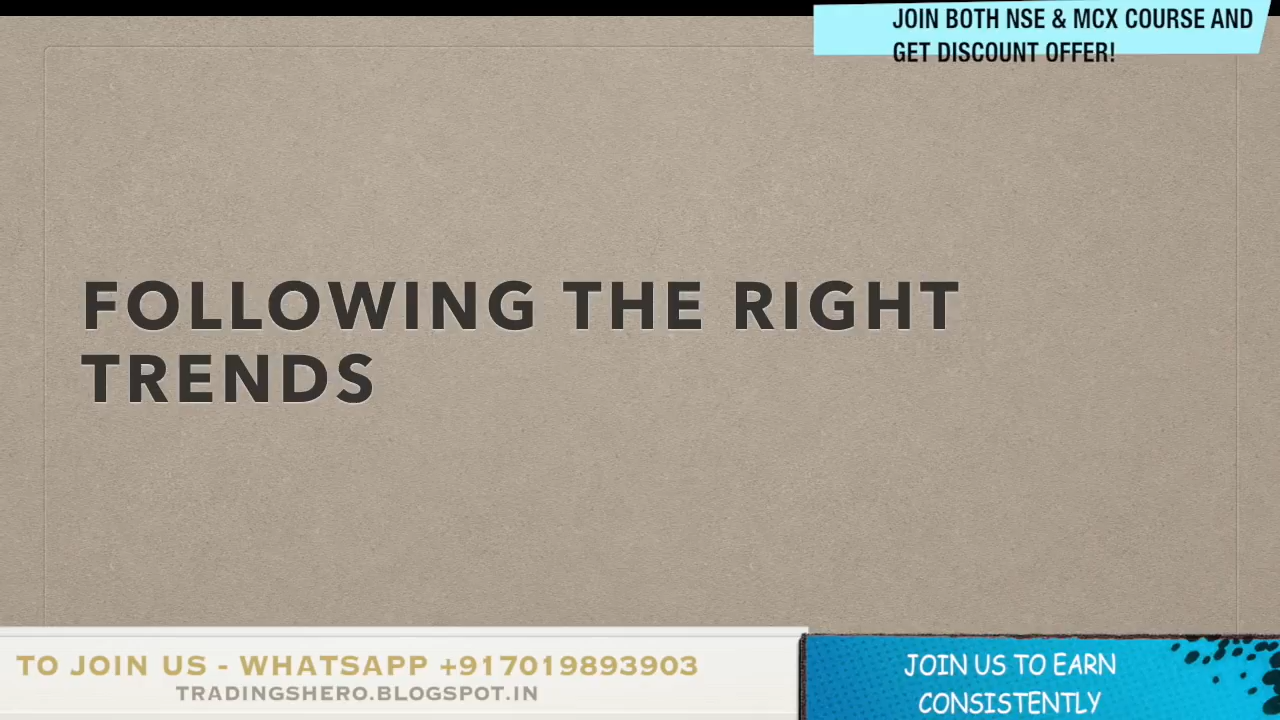 JOIN BOTH NSE & MCX COURSE AND
GET DISCOUNT OFFER!
FOLLOWING THE RIGHT
TRENDS
TO JOIN US - WHATSAPP +917019893903
TRADINGSHERO.BLOGSPOT.IN
JOIN US TO EARN
CONSISTENTLY